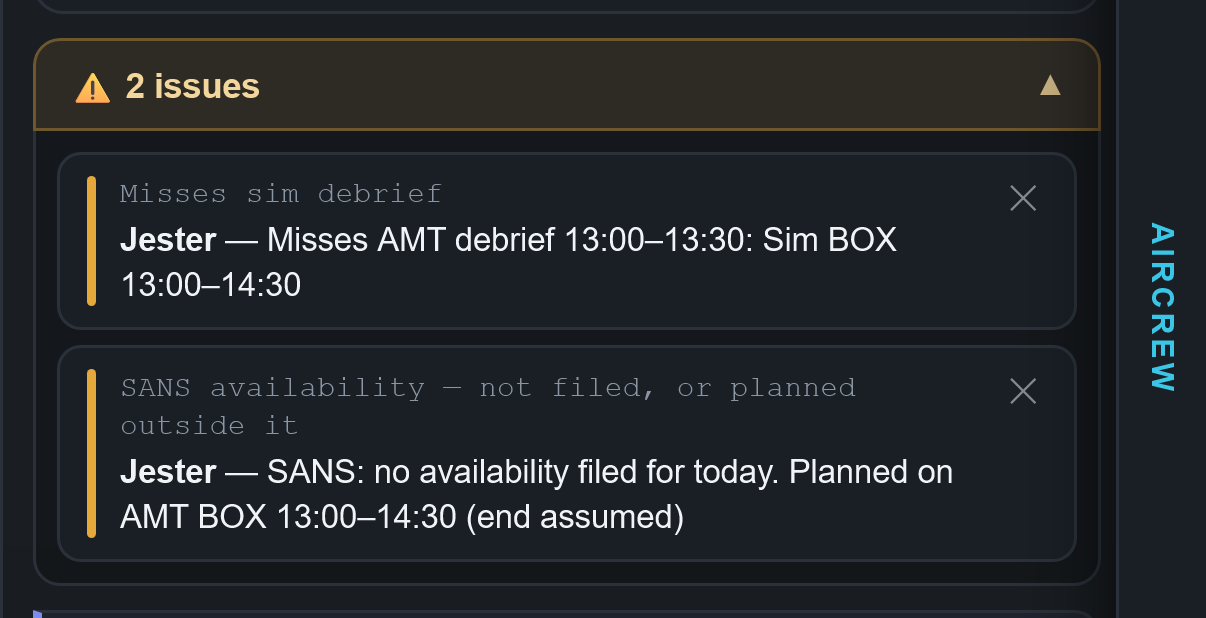 2 issues
Misses sim debrief
Jester — Misses AMT debrief 13:00–13:30: Sim BOX
13:00–14:30
SANS availability — not filed, or planned
outside it
Jester — SANS: no availability filed for today. Planned on
AMT BOX 13:00–14:30 (end assumed)
AIRCREW